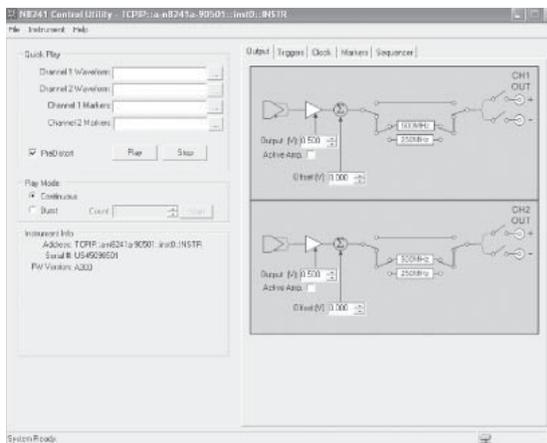 N8241 Control Utility - TCPIP::a-n8241a-90501::inst0::INSTR
File Instrument Help
Quick Play
Channel 1 Waveform:
Channel 2 Waveform:
Channel 1 Markers:
Channel 2 Markers:
PreDistort Play Stop
Play Mode
Continuous
Burst Count Start
Instrument Info
Address: TCPIP::a-n8241a-90501::inst0::INSTR
Serial #: US45098501
FW Version: A.300
Output Triggers Clock Markers Sequencer
CH1
OUT
+
500MHz
250MHz
-
Output (V): 0.500
Active Amp.
Offset (V): 0.000
CH2
OUT
+
500MHz
250MHz
-
Output (V): 0.500
Active Amp.
Offset (V): 0.000
System Ready.